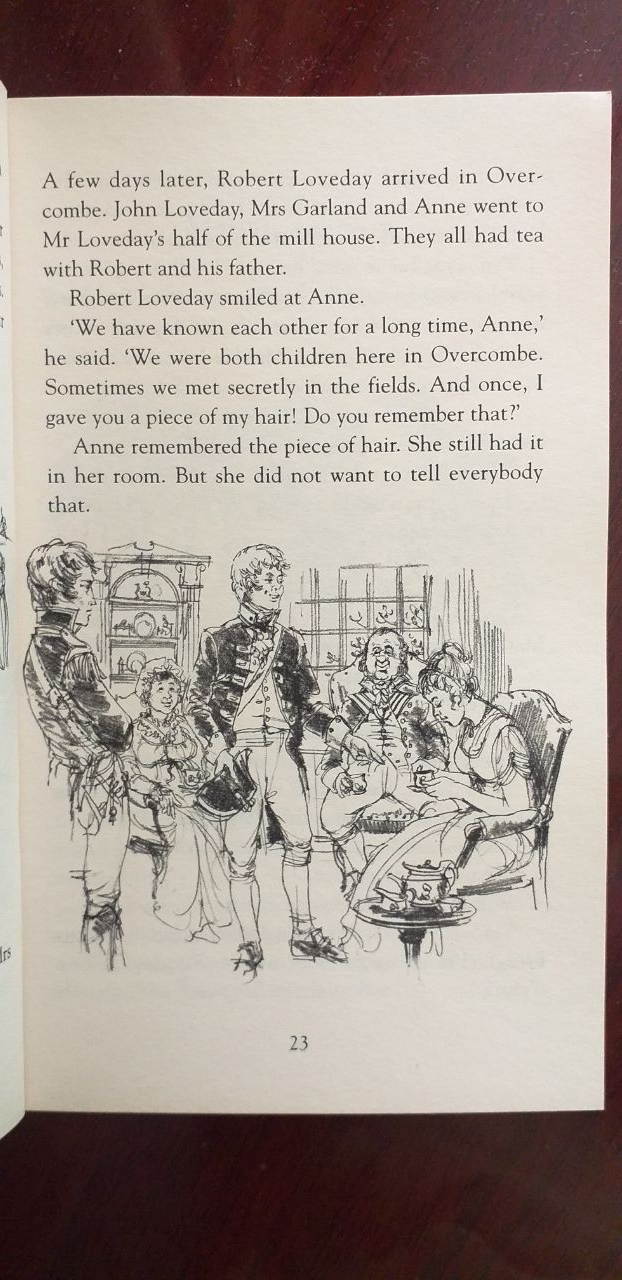 A few days later, Robert Loveday arrived in Over-
combe. John Loveday, Mrs Garland and Anne went to
Mr Loveday's half of the mill house. They all had tea
with Robert and his father.
Robert Loveday smiled at Anne.
'We have known each other for a long time, Anne,'
he said. 'We were both children here in Overcombe.
Sometimes we met secretly in the fields. And once, I
gave you a piece of my hair! Do you remember that?'
Anne remembered the piece of hair. She still had it
in her room. But she did not want to tell everybody
that.
23